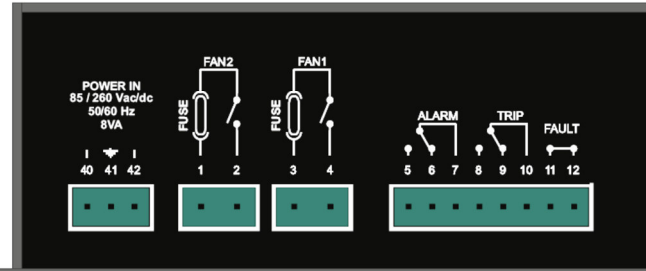 POWER IN
85 / 260 Vac/dc
50/60 Hz
8VA
40 41 42
FAN2
FUSE
1 2
FAN1
FUSE
3 4
ALARM TRIP FAULT
5 6 7 8 9 10 11 12